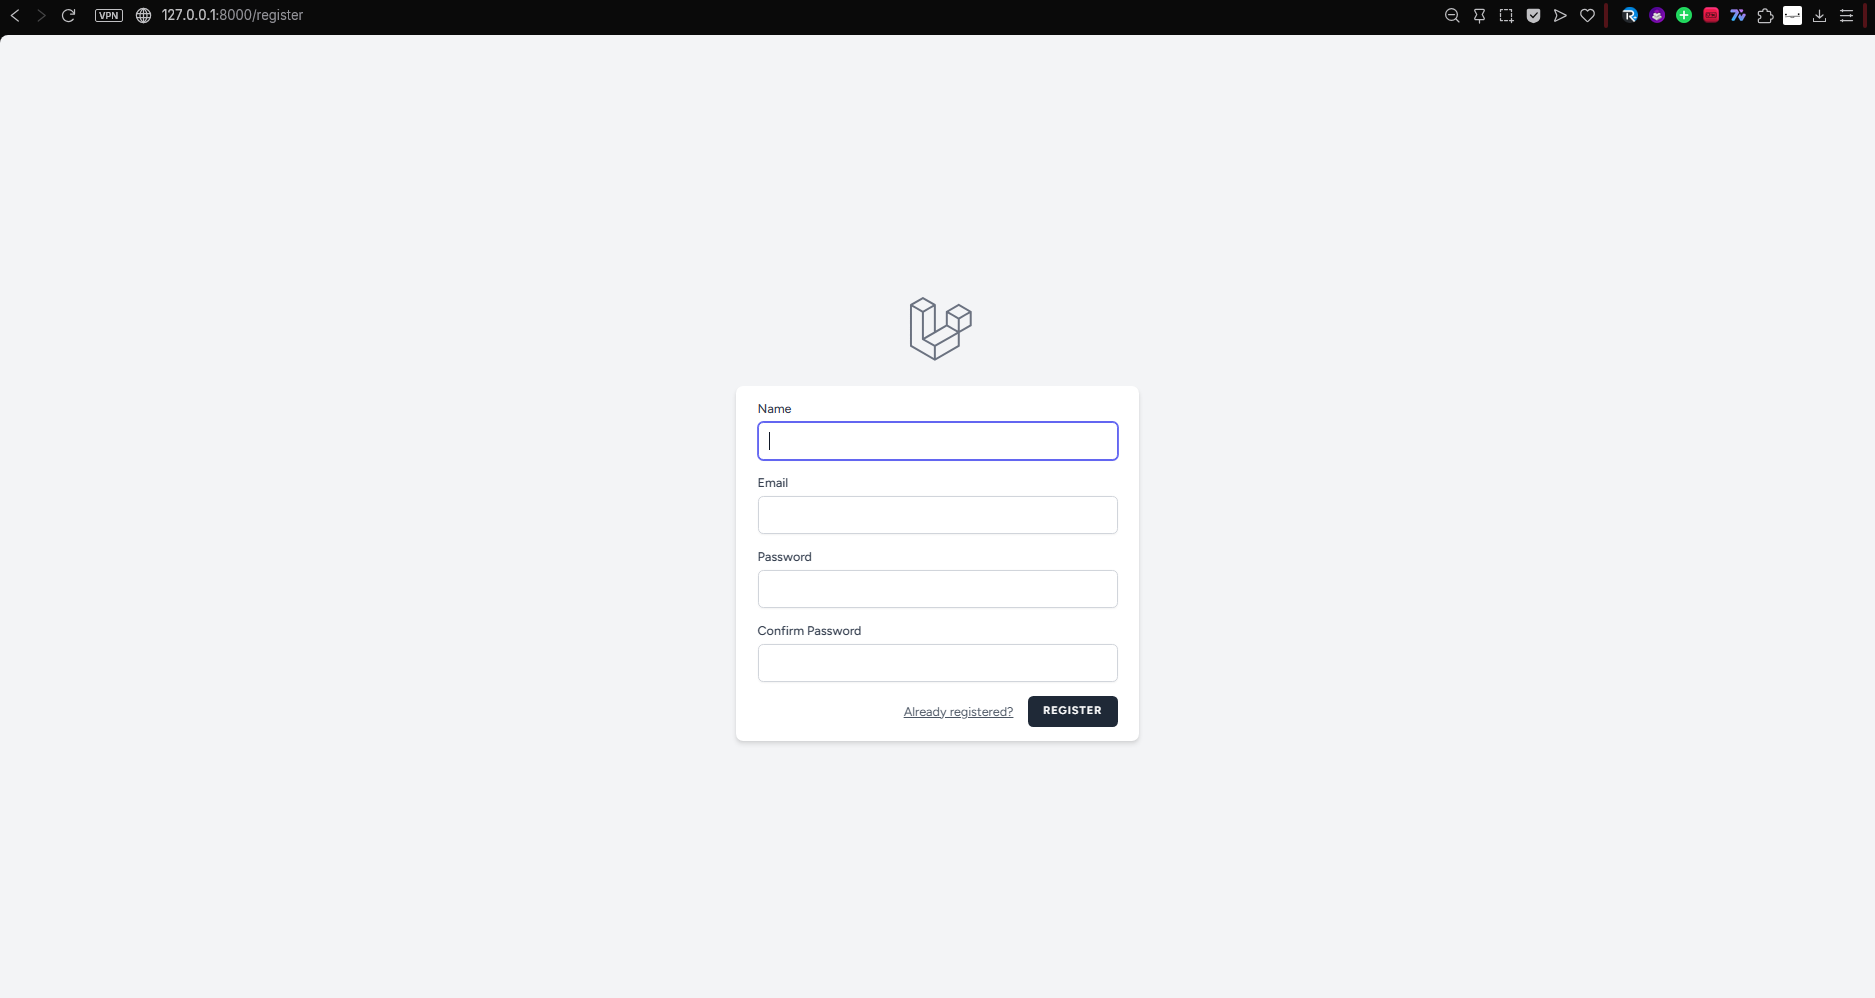 VPN 127.0.0.1:8000/register
Name
Email
Password
Confirm Password
Already registered? REGISTER